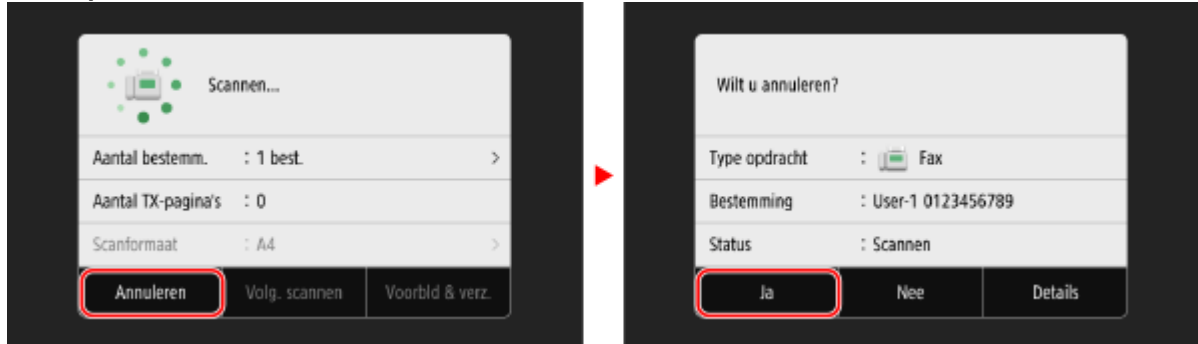 Scannen...
Aantal bestemm. : 1 best. >
Aantal TX-pagina's : 0
Scanformaat : A4 >
Annuleren Volg. scannen Voorbld & verz.
Wilt u annuleren?
Type opdracht : Fax
Bestemming : User-1 0123456789
Status : Scannen
Ja Nee Details